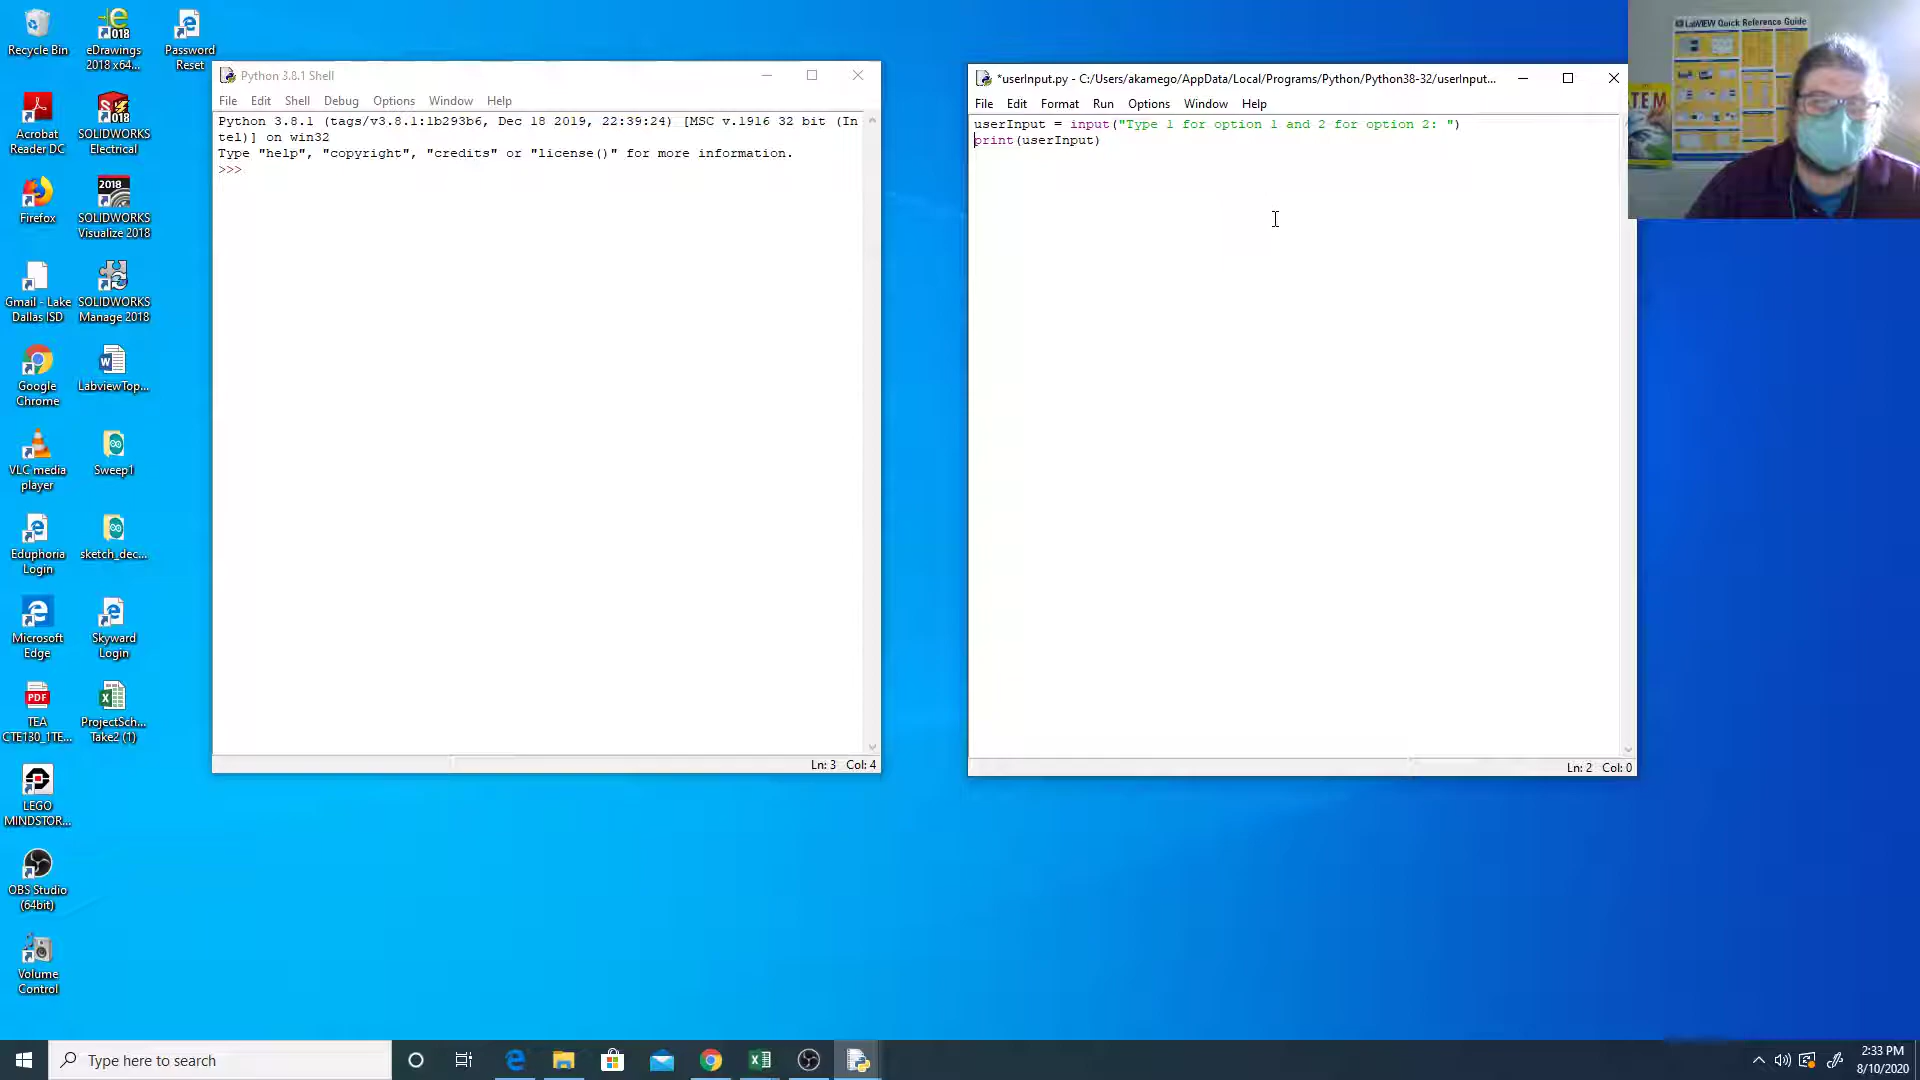 Recycle Bin
eDrawings
2018 x64...
Password
Reset
Acrobat
Reader DC
SOLIDWORKS
Electrical
Firefox
SOLIDWORKS
Visualize 2018
Gmail - Lake
Dallas ISD
SOLIDWORKS
Manage 2018
Google
Chrome
LabviewTop...
VLC media
player
Sweep1
Eduphoria
Login
sketch_dec...
Microsoft
Edge
Skyward
Login
TEA
CTE130_1TE...
ProjectSch...
Take2 (1)
LEGO
MINDSTOR...
OBS Studio
(64bit)
Volume
Control
Python 3.8.1 Shell
File Edit Shell Debug Options Window Help
Python 3.8.1 (tags/v3.8.1:1b293b6, Dec 18 2019, 22:39:24) [MSC v.1916 32 bit (In
tel)] on win32
Type "help", "copyright", "credits" or "license()" for more information.
>>>
Ln: 3 Col: 4
*userInput.py - C:/Users/akamego/AppData/Local/Programs/Python/Python38-32/userInput...
File Edit Format Run Options Window Help
userInput = input("Type 1 for option 1 and 2 for option 2: ")
print(userInput)
Ln: 2 Col: 0
LabVIEW Quick Reference Guide
TEM
Type here to search
2:33 PM
8/10/2020